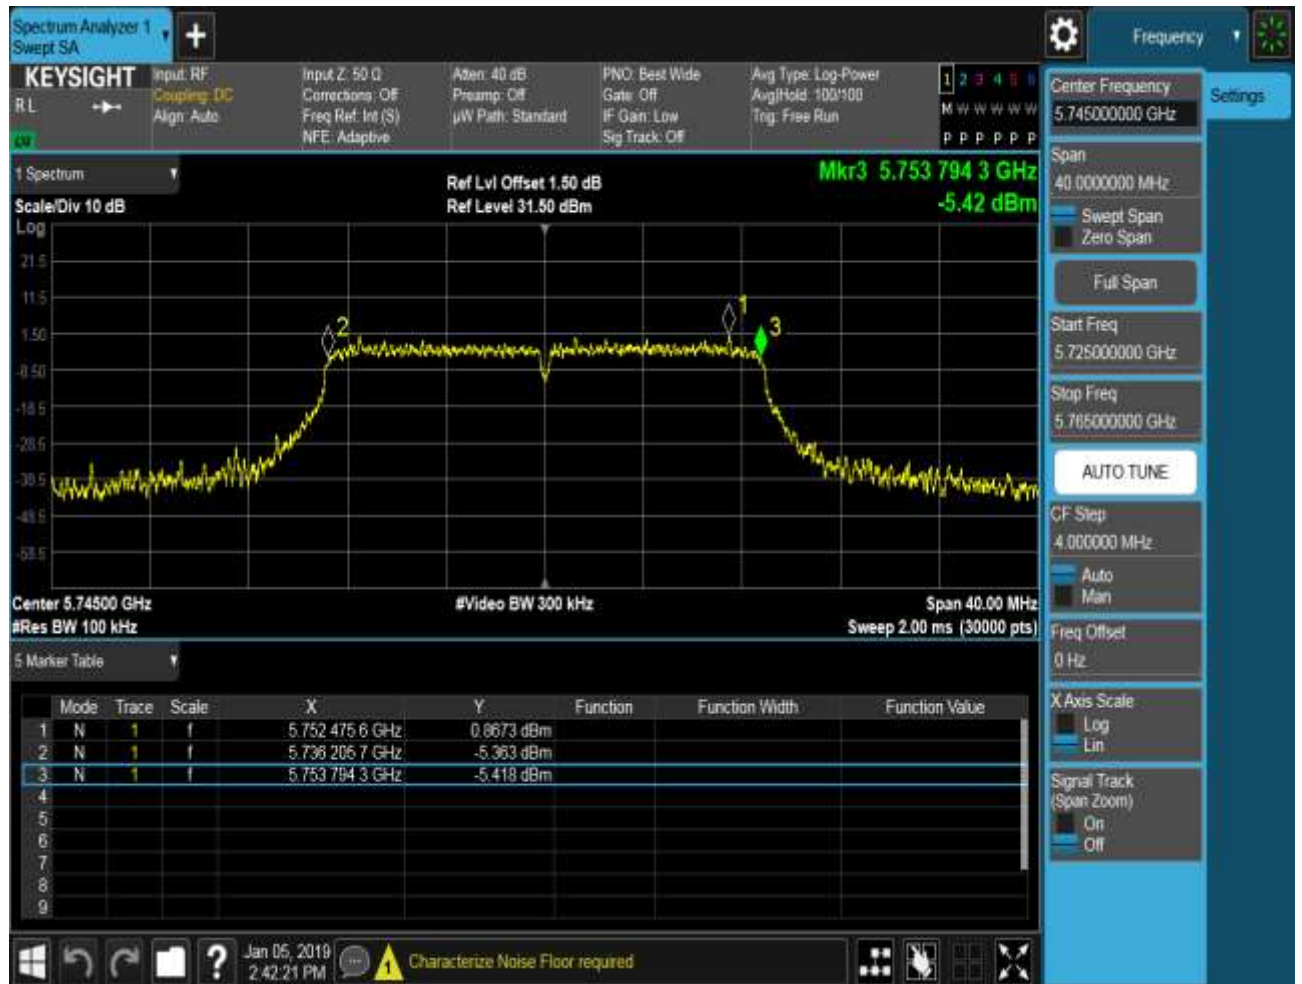 Spectrum Analyzer 1
Swept SA
+
Frequency
KEYSIGHT
R L
Input: RF
Coupling: DC
Align: Auto
Input Z: 50 Ω
Corrections: Off
Freq Ref: Int (S)
NFE: Adaptive
Atten: 40 dB
Preamp: Off
µW Path: Standard
PNO: Best Wide
Gate: Off
IF Gain: Low
Sig Track: Off
Avg Type: Log-Power
Avg|Hold: 100/100
Trig: Free Run
1 2 3 4 5 6
M W W W W W
P P P P P P
1 Spectrum
Scale/Div 10 dB
Ref Lvl Offset 1.50 dB
Ref Level 31.50 dBm
Mkr3 5.753 794 3 GHz
-5.42 dBm
Log
21.5
11.5
1.50
-8.50
-18.5
-28.5
-38.5
-48.5
-58.5
2
1
3
Center 5.74500 GHz
#Res BW 100 kHz
#Video BW 300 kHz
Span 40.00 MHz
Sweep 2.00 ms (30000 pts)
5 Marker Table
Mode Trace Scale X Y Function Function Width Function Value
1 N 1 f 5.752 475 6 GHz 0.8673 dBm
2 N 1 f 5.736 205 7 GHz -5.363 dBm
3 N 1 f 5.753 794 3 GHz -5.418 dBm
4
5
6
7
8
9
Settings
Center Frequency
5.745000000 GHz
Span
40.0000000 MHz
Swept Span
Zero Span
Full Span
Start Freq
5.725000000 GHz
Stop Freq
5.765000000 GHz
AUTO TUNE
CF Step
4.000000 MHz
Auto
Man
Freq Offset
0 Hz
X Axis Scale
Log
Lin
Signal Track
(Span Zoom)
On
Off
?
Jan 05, 2019
2:42:21 PM
1
Characterize Noise Floor required